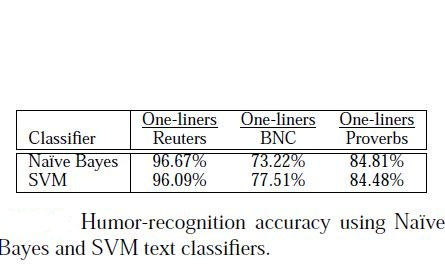 One-liners One-liners One-liners
Classifier Reuters BNC Proverbs
Naïve Bayes 96.67% 73.22% 84.81%
SVM 96.09% 77.51% 84.48%
Humor-recognition accuracy using Naïve
Bayes and SVM text classifiers.